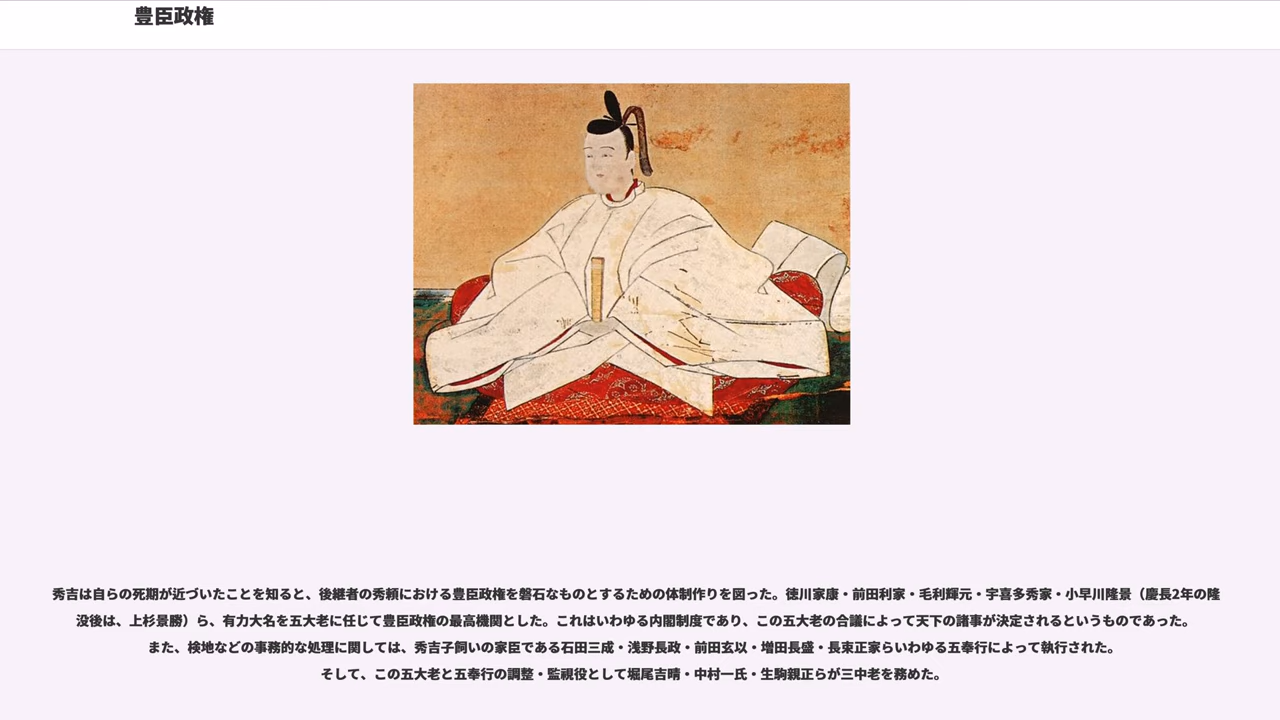 豊臣政権
秀吉は自らの死期が近づいたことを知ると、後継者の秀頼における豊臣政権を磐石なものとするための体制作りを図った。徳川家康・前田利家・毛利輝元・宇喜多秀家・小早川隆景（慶長2年の隆
没後は、上杉景勝）ら、有力大名を五大老に任じて豊臣政権の最高機関とした。これはいわゆる内閣制度であり、この五大老の合議によって天下の諸事が決定されるというものであった。
また、検地などの事務的な処理に関しては、秀吉子飼いの家臣である石田三成・浅野長政・前田玄以・増田長盛・長束正家らいわゆる五奉行によって執行された。
そして、この五大老と五奉行の調整・監視役として堀尾吉晴・中村一氏・生駒親正らが三中老を務めた。